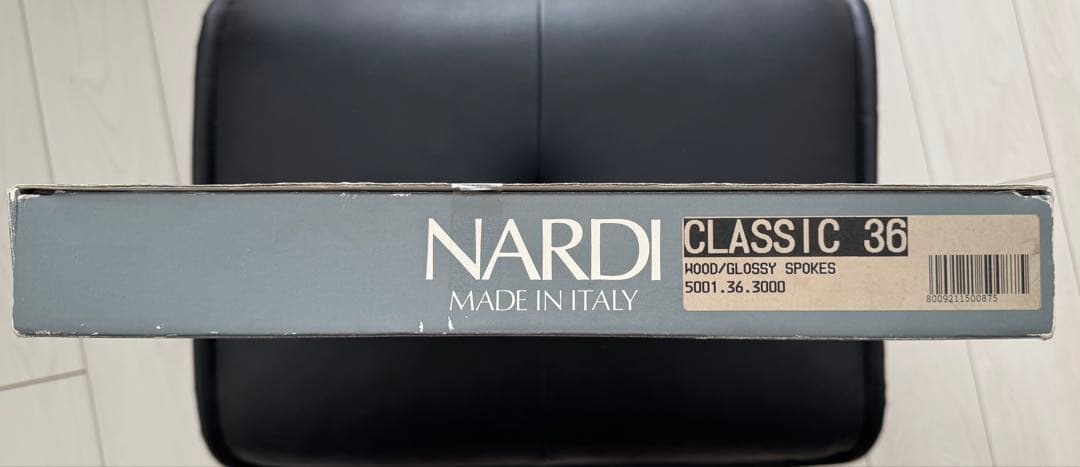 NARDI
MADE IN ITALY
CLASSIC 36
WOOD/GLOSSY SPOKES
5001.36.3000
8009211500875